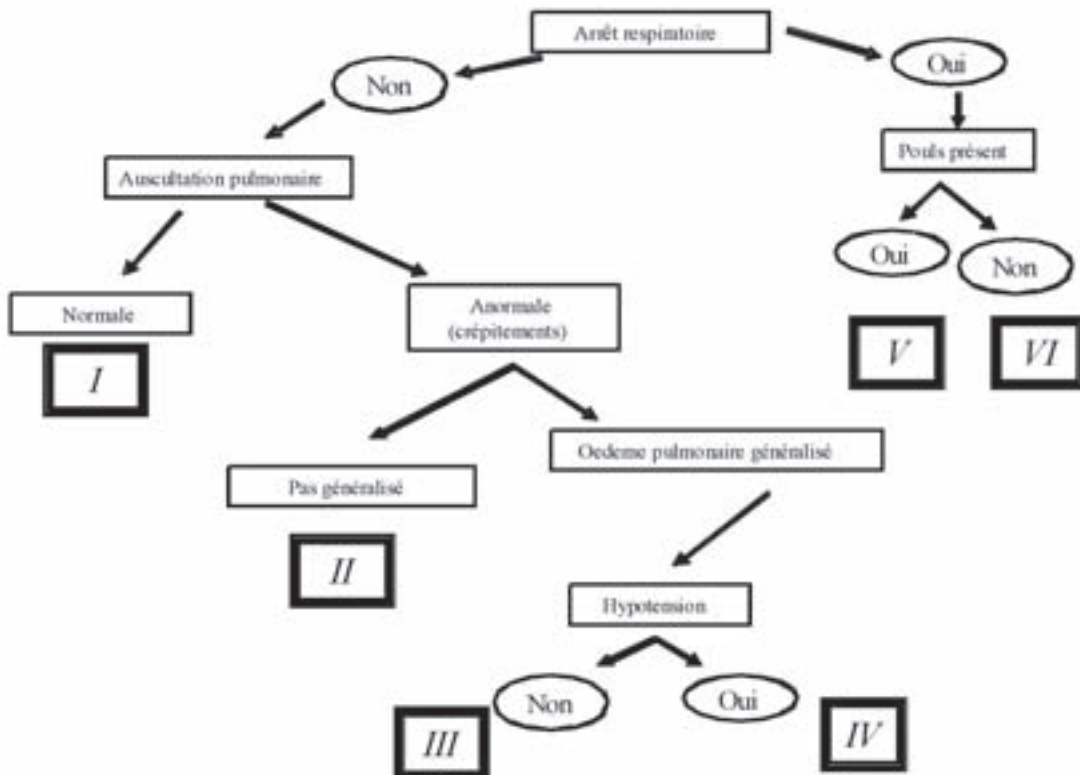 Arrêt respiratoire
Non
Oui
Auscultation pulmonaire
Pouls présent
Oui
Non
Normale
Anormale
(crépitements)
I
V
VI
Pas généralisé
Oedeme pulmonaire généralisé
II
Hypotension
Non
Oui
III
IV